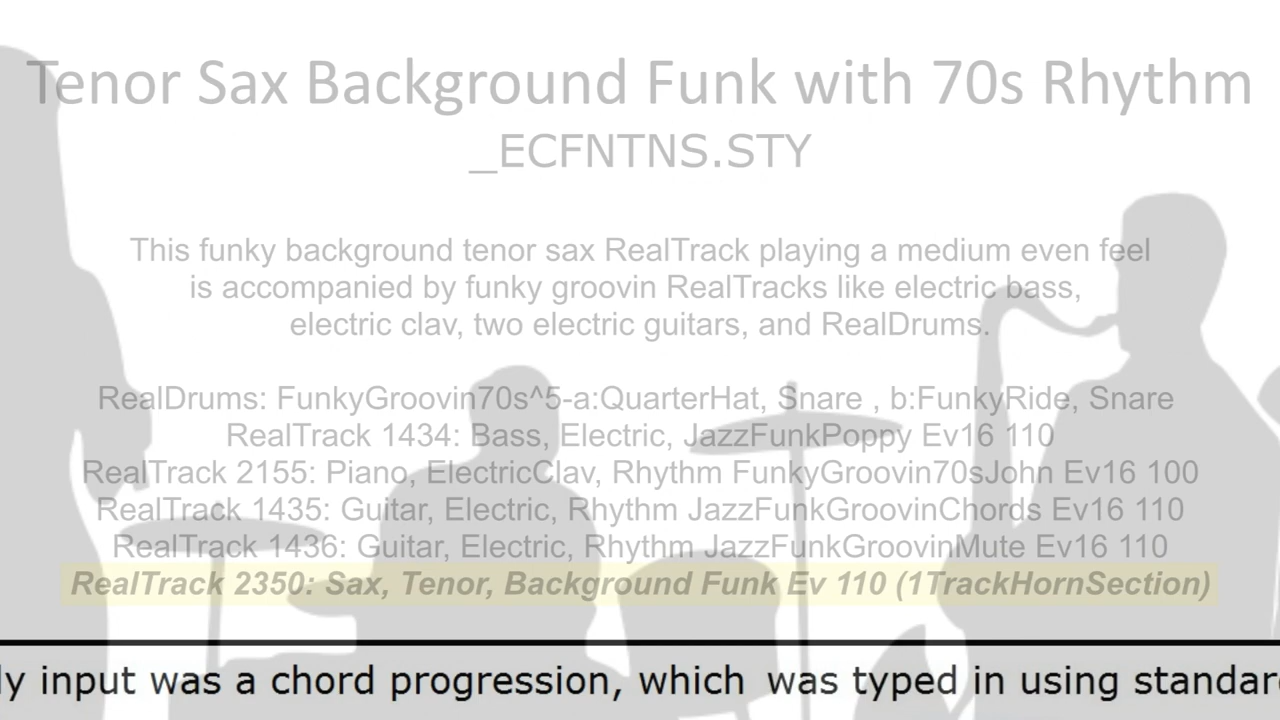 Tenor Sax Background Funk with 70s Rhythm
_ECFNTNS.STY
This funky background tenor sax RealTrack playing a medium even feel
is accompanied by funky groovin RealTracks like electric bass,
electric clav, two electric guitars, and RealDrums.
RealDrums: FunkyGroovin70s^5-a:QuarterHat, Snare , b:FunkyRide, Snare
RealTrack 1434: Bass, Electric, JazzFunkPoppy Ev16 110
RealTrack 2155: Piano, ElectricClav, Rhythm FunkyGroovin70sJohn Ev16 100
RealTrack 1435: Guitar, Electric, Rhythm JazzFunkGroovinChords Ev16 110
RealTrack 1436: Guitar, Electric, Rhythm JazzFunkGroovinMute Ev16 110
RealTrack 2350: Sax, Tenor, Background Funk Ev 110 (1TrackHornSection)
input was a chord progression, which was typed in using